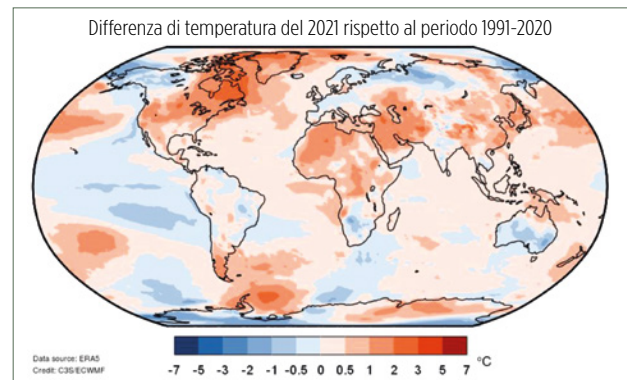 Differenza di temperatura del 2021 rispetto al periodo 1991-2020
Data source: ERA5
Credit: C3S/ECWMF
-7 -5 -3 -2 -1 -0.5 0 0.5 1 2 3 5 7 °C